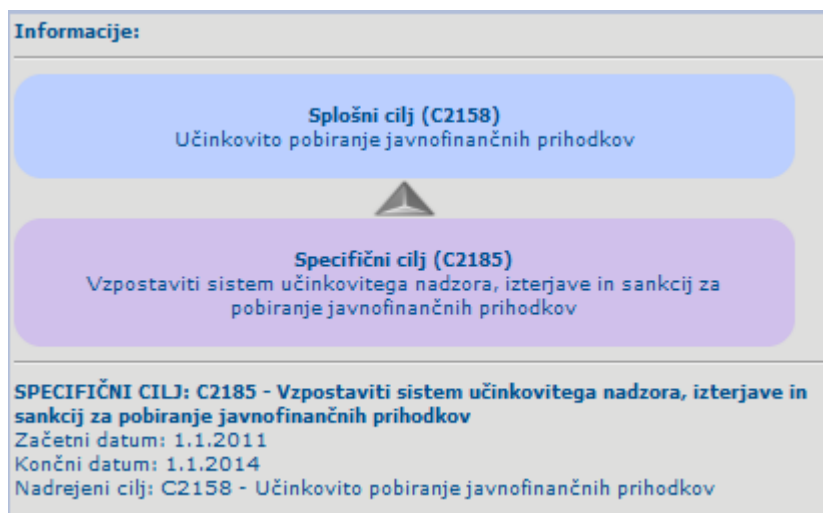 Informacije:
Splošni cilj (C2158)
Učinkovito pobiranje javnofinančnih prihodkov
Specifični cilj (C2185)
Vzpostaviti sistem učinkovitega nadzora, izterjave in sankcij za
pobiranje javnofinančnih prihodkov
SPECIFIČNI CILJ: C2185 - Vzpostaviti sistem učinkovitega nadzora, izterjave in
sankcij za pobiranje javnofinančnih prihodkov
Začetni datum: 1.1.2011
Končni datum: 1.1.2014
Nadrejeni cilj: C2158 - Učinkovito pobiranje javnofinančnih prihodkov